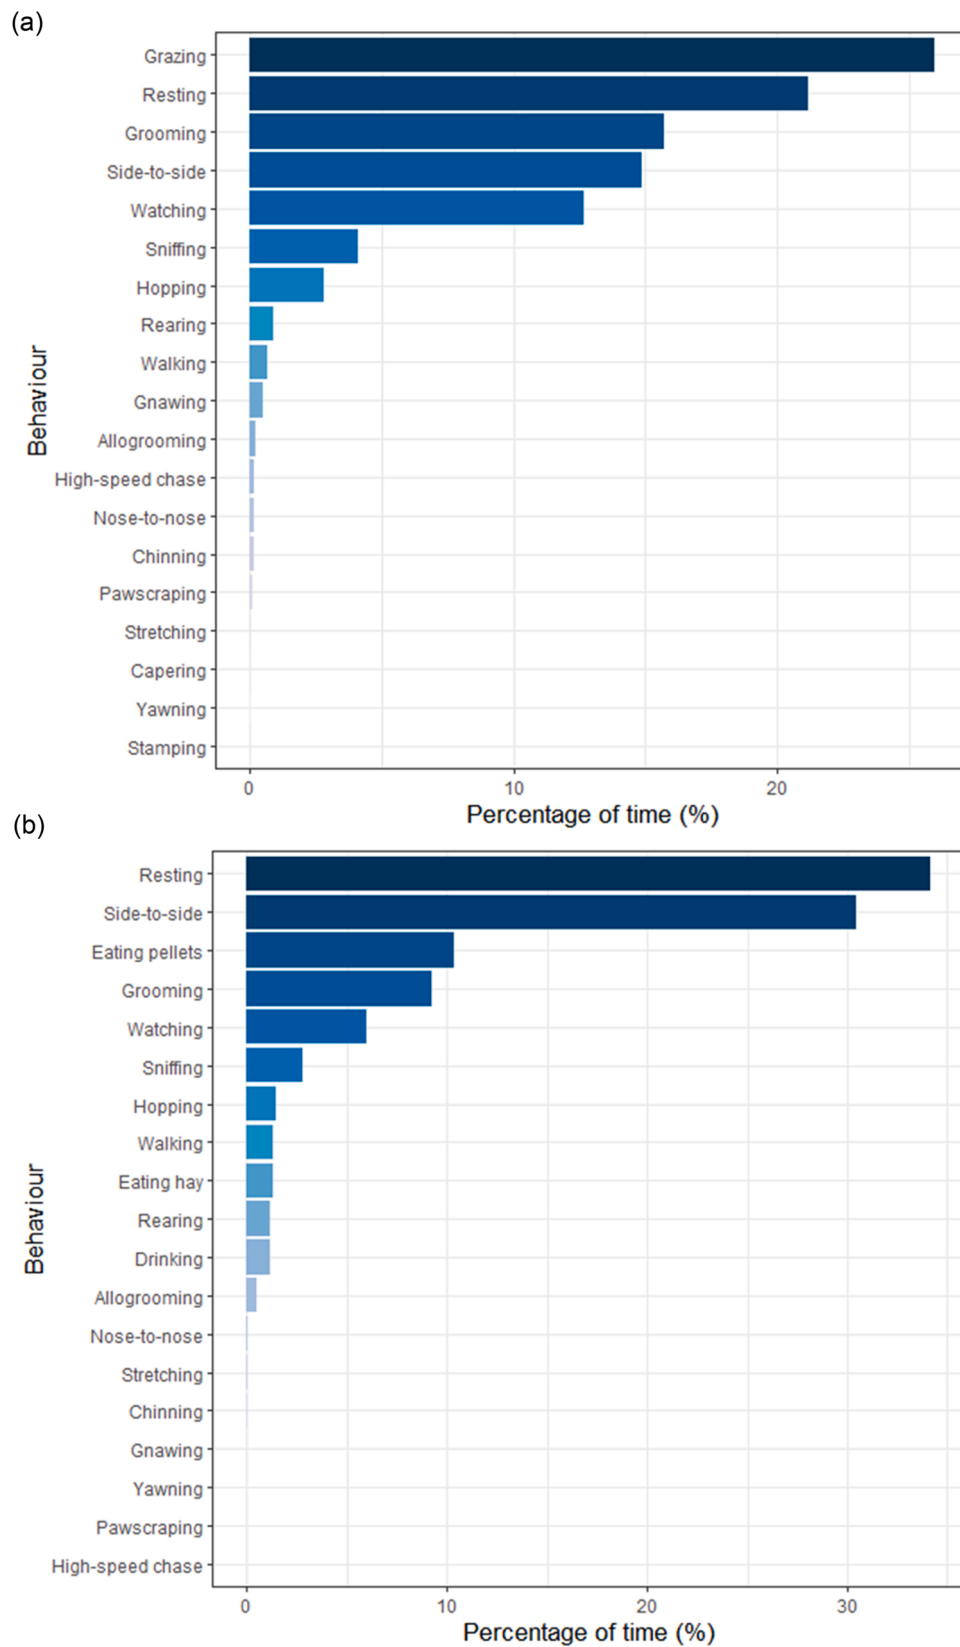 (a)
Behaviour
Grazing
Resting
Grooming
Side-to-side
Watching
Sniffing
Hopping
Rearing
Walking
Gnawing
Allogrooming
High-speed chase
Nose-to-nose
Chinning
Pawscraping
Stretching
Capering
Yawning
Stamping
0 10 20
Percentage of time (%)
(b)
Behaviour
Resting
Side-to-side
Eating pellets
Grooming
Watching
Sniffing
Hopping
Walking
Eating hay
Rearing
Drinking
Allogrooming
Nose-to-nose
Stretching
Chinning
Gnawing
Yawning
Pawscraping
High-speed chase
0 10 20 30
Percentage of time (%)